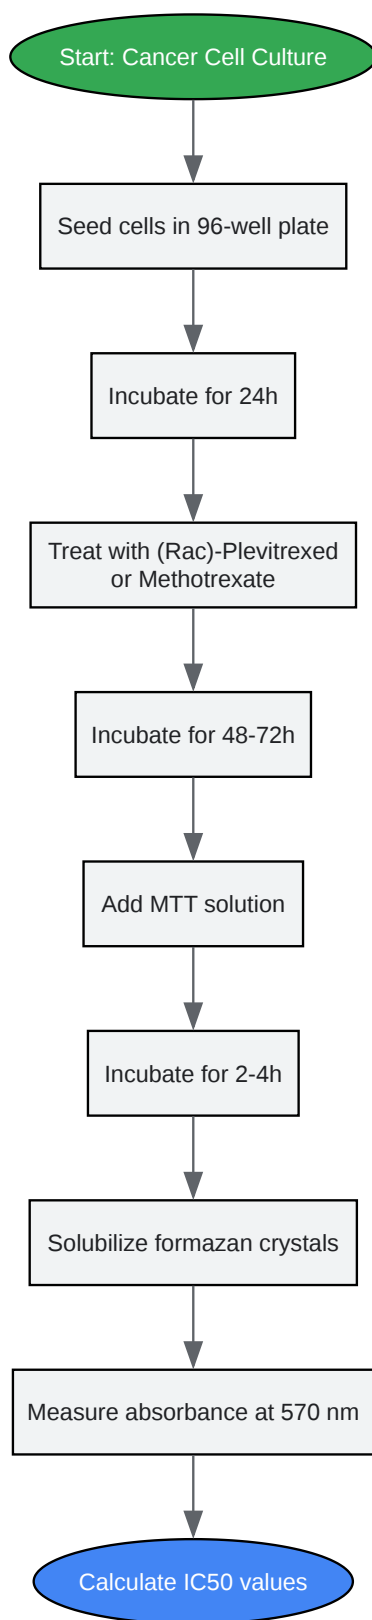 Start: Cancer Cell Culture
Seed cells in 96-well plate
Incubate for 24h
Treat with (Rac)-Plevitrexed
or Methotrexate
Incubate for 48-72h
Add MTT solution
Incubate for 2-4h
Solubilize formazan crystals
Measure absorbance at 570 nm
Calculate IC50 values